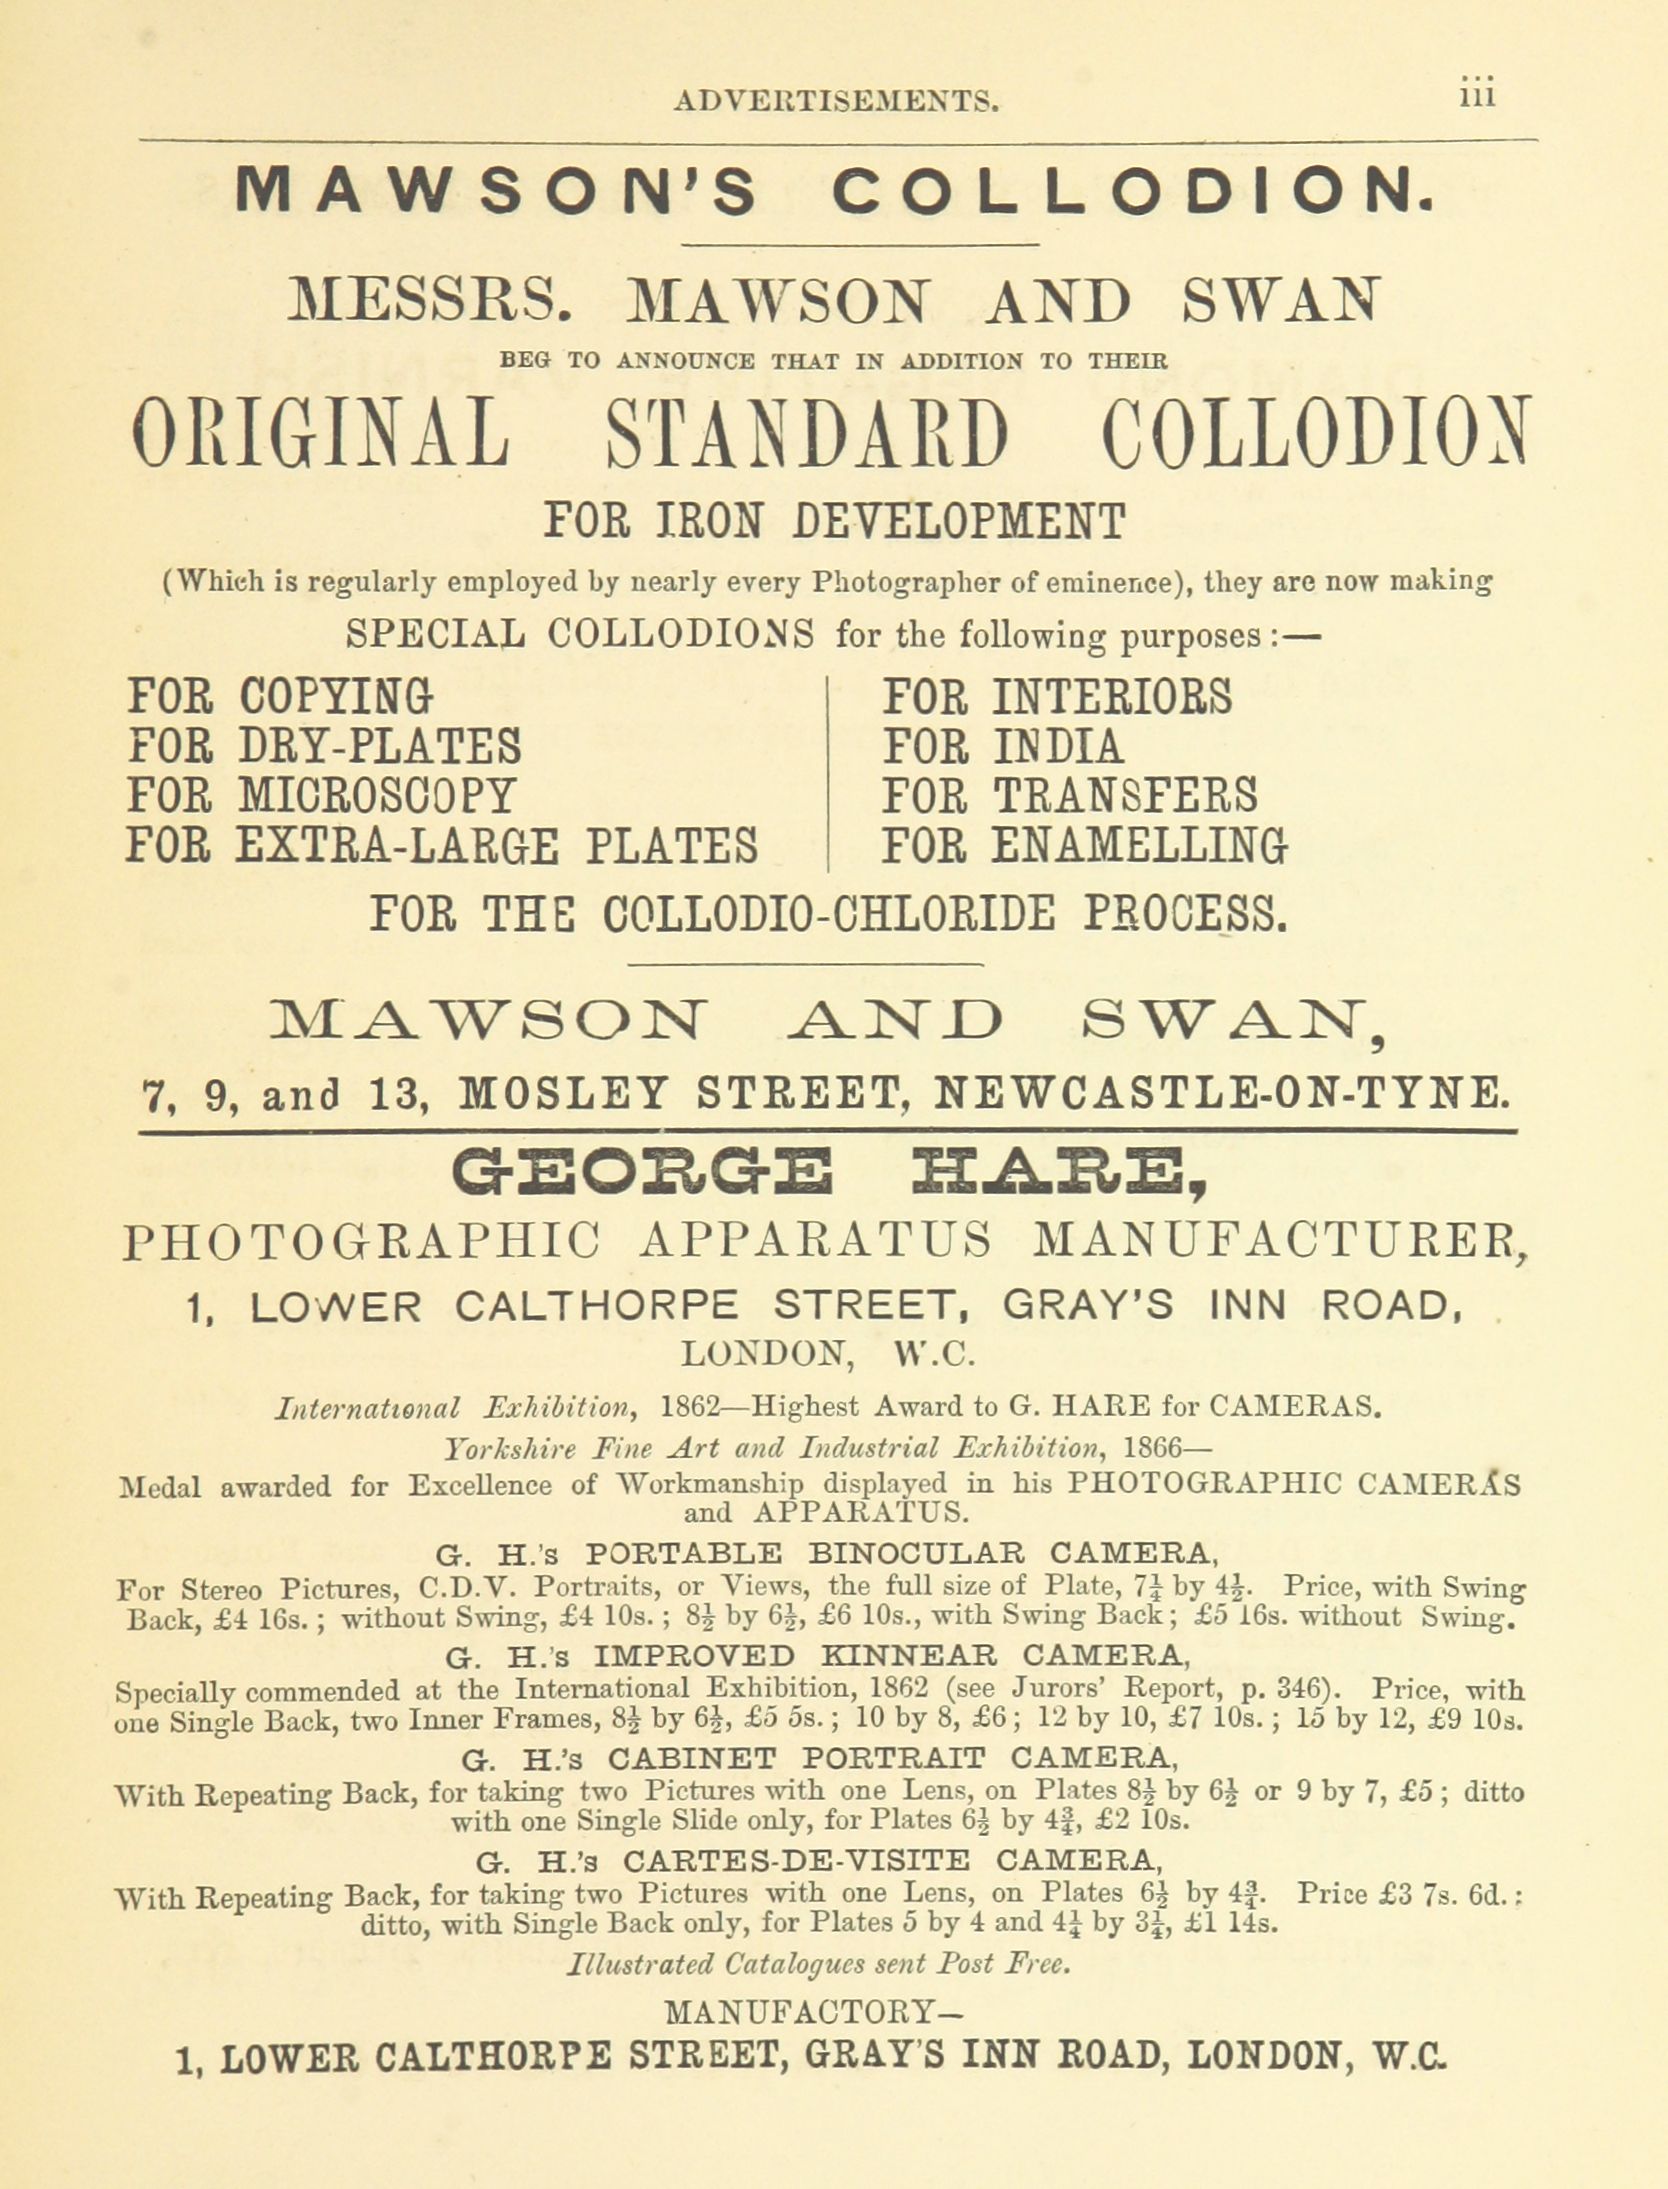 ADVERTISEMENTS. iii
MAWSON'S COLLODION.
MESSRS. MAWSON AND SWAN
BEG TO ANNOUNCE THAT IN ADDITION TO THEIR
ORIGINAL STANDARD COLLODION
FOR IRON DEVELOPMENT
(Which is regularly employed by nearly every Photographer of eminence), they are now making
SPECIAL COLLODIONS for the following purposes :—
FOR COPYING
FOR DRY-PLATES
FOR MICROSCOPY
FOR EXTRA-LARGE PLATES
FOR INTERIORS
FOR INDIA
FOR TRANSFERS
FOR ENAMELLING
FOR THE COLLODIO-CHLORIDE PROCESS.
MAWSON AND SWAN,
7, 9, and 13, MOSLEY STREET, NEWCASTLE-ON-TYNE.
GEORGE HARE,
PHOTOGRAPHIC APPARATUS MANUFACTURER,
1, LOWER CALTHORPE STREET, GRAY'S INN ROAD,
LONDON, W.C.
International Exhibition, 1862—Highest Award to G. HARE for CAMERAS.
Yorkshire Fine Art and Industrial Exhibition, 1866—
Medal awarded for Excellence of Workmanship displayed in his PHOTOGRAPHIC CAMERAS
and APPARATUS.
G. H.'s PORTABLE BINOCULAR CAMERA,
For Stereo Pictures, C.D.V. Portraits, or Views, the full size of Plate, 7¼ by 4½. Price, with Swing
Back, £4 16s. ; without Swing, £4 10s. ; 8½ by 6½, £6 10s., with Swing Back ; £5 16s. without Swing.
G. H.'s IMPROVED KINNEAR CAMERA,
Specially commended at the International Exhibition, 1862 (see Jurors' Report, p. 346). Price, with
one Single Back, two Inner Frames, 8½ by 6½, £5 5s. ; 10 by 8, £6 ; 12 by 10, £7 10s. ; 15 by 12, £9 10s.
G. H.'s CABINET PORTRAIT CAMERA,
With Repeating Back, for taking two Pictures with one Lens, on Plates 8½ by 6½ or 9 by 7, £5 ; ditto
with one Single Slide only, for Plates 6½ by 4¾, £2 10s.
G. H.'s CARTES-DE-VISITE CAMERA,
With Repeating Back, for taking two Pictures with one Lens, on Plates 6½ by 4¾. Price £3 7s. 6d. :
ditto, with Single Back only, for Plates 5 by 4 and 4¼ by 3¼, £1 14s.
Illustrated Catalogues sent Post Free.
MANUFACTORY—
1, LOWER CALTHORPE STREET, GRAY'S INN ROAD, LONDON, W.C.